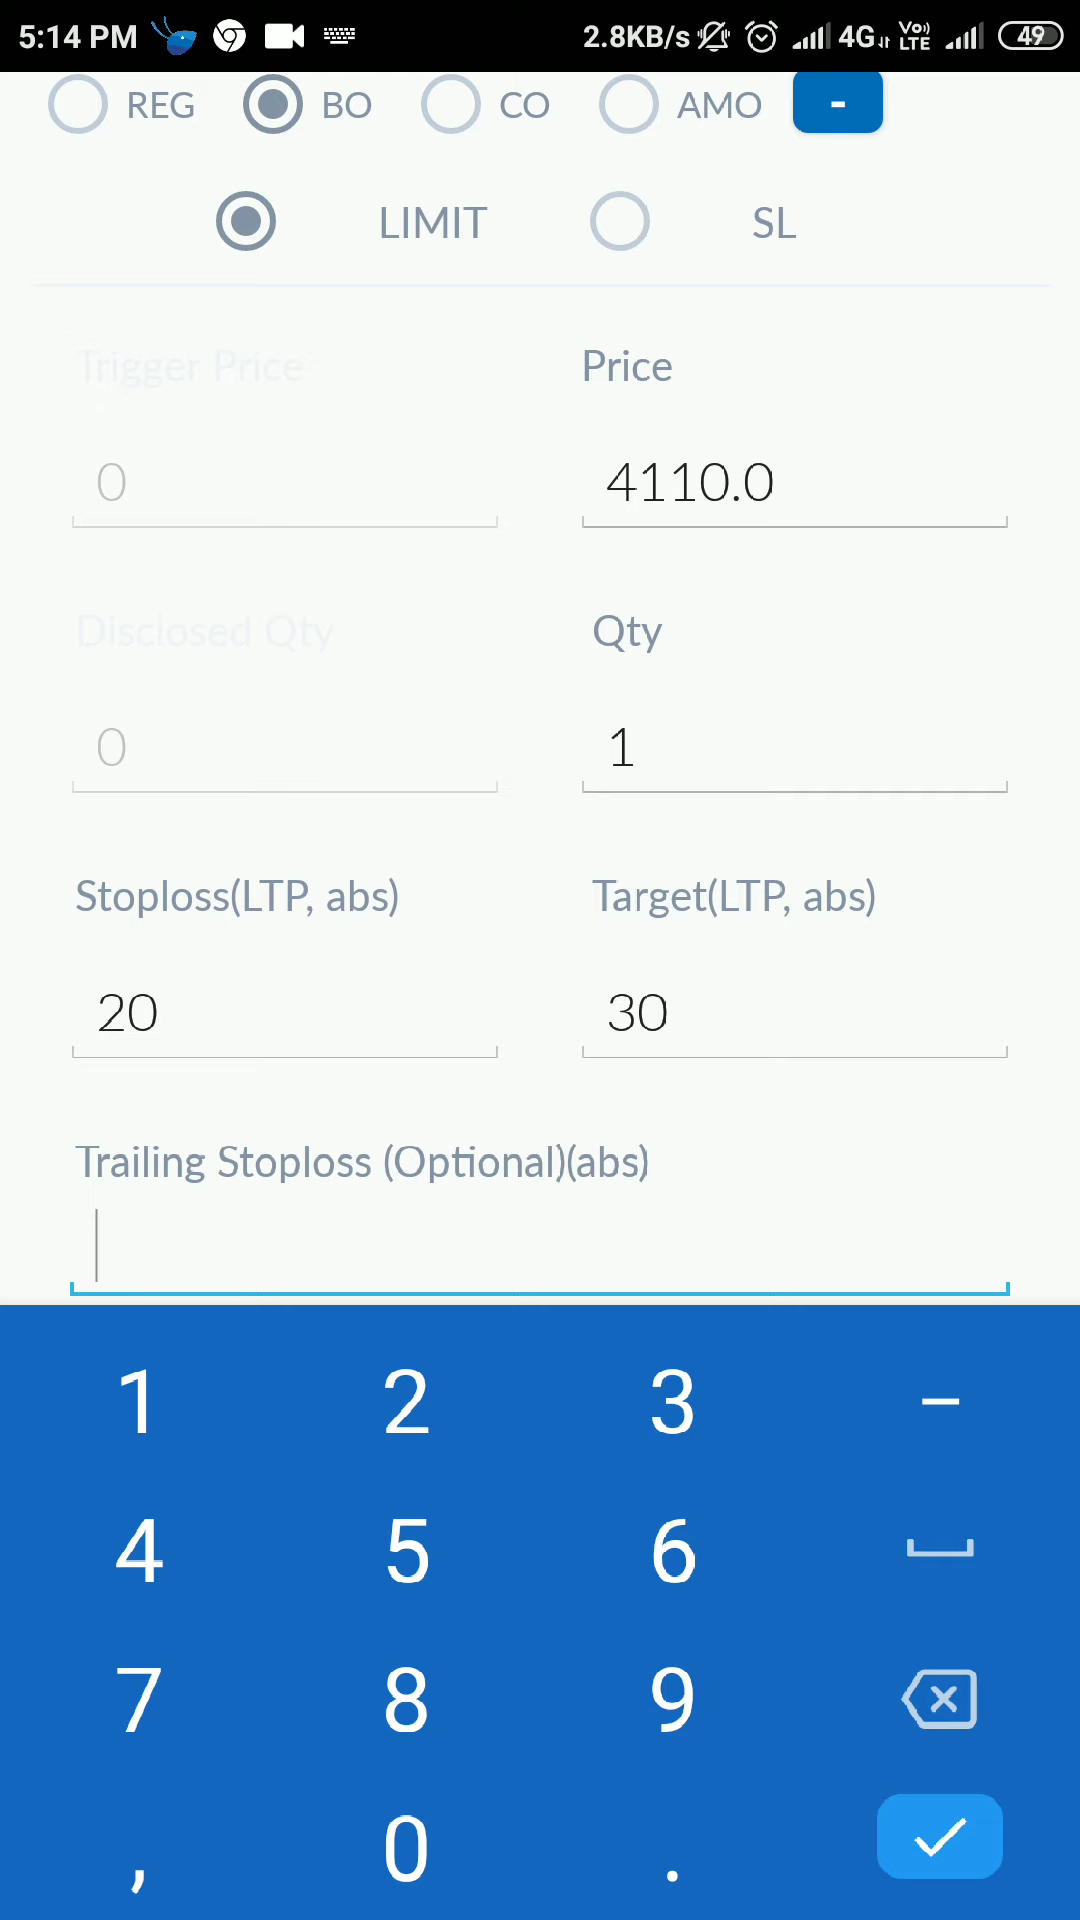 5:14 PM 2.8KB/s 4G VoLTE 49
REG BO CO AMO -
LIMIT SL
Trigger Price Price
0 4110.0
Disclosed Qty Qty
0 1
Stoploss(LTP, abs) Target(LTP, abs)
20 30
Trailing Stoploss (Optional)(abs)
1 2 3 –
4 5 6
7 8 9
, 0 .